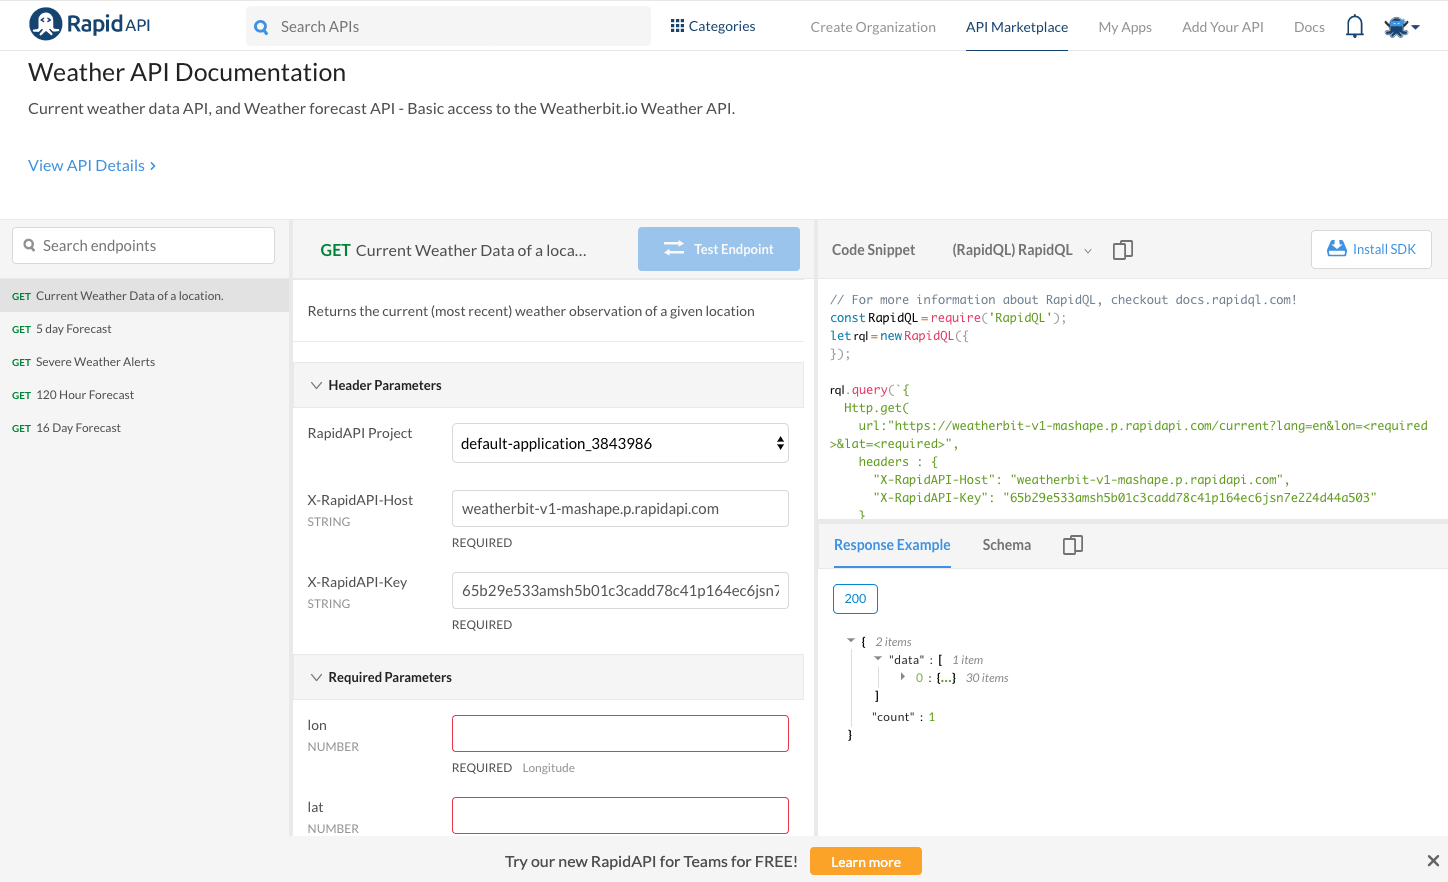 RapidAPI
Search APIs
Categories
Create Organization
API Marketplace
My Apps
Add Your API
Docs
Weather API Documentation
Current weather data API, and Weather forecast API - Basic access to the Weatherbit.io Weather API.
View API Details >
Search endpoints
GET Current Weather Data of a location.
GET 5 day Forecast
GET Severe Weather Alerts
GET 120 Hour Forecast
GET 16 Day Forecast
GET Current Weather Data of a loca...
Test Endpoint
Returns the current (most recent) weather observation of a given location
Header Parameters
RapidAPI Project
default-application_3843986
X-RapidAPI-Host
STRING
weatherbit-v1-mashape.p.rapidapi.com
REQUIRED
X-RapidAPI-Key
STRING
65b29e533amsh5b01c3cadd78c41p164ec6jsn7
REQUIRED
Required Parameters
lon
NUMBER
REQUIRED Longitude
lat
NUMBER
Code Snippet
(RapidQL) RapidQL
Install SDK
// For more information about RapidQL, checkout docs.rapidql.com!
const RapidQL = require('RapidQL');
let rql = new RapidQL({
});
rql.query(`{
Http.get(
url:"https://weatherbit-v1-mashape.p.rapidapi.com/current?lang=en&lon=<required
>&lat=<required>",
headers : {
"X-RapidAPI-Host": "weatherbit-v1-mashape.p.rapidapi.com",
"X-RapidAPI-Key": "65b29e533amsh5b01c3cadd78c41p164ec6jsn7e224d44a503"
}
Response Example
Schema
200
{ 2 items
"data" : [ 1 item
0 : {...} 30 items
]
"count" : 1
}
Try our new RapidAPI for Teams for FREE!
Learn more